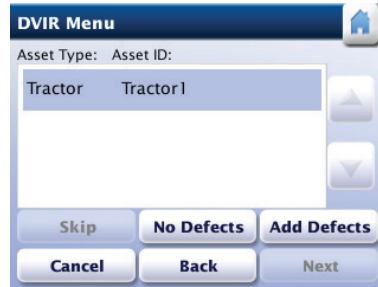 DVIR Menu
Asset Type: Asset ID:
Tractor Tractor1
Skip No Defects Add Defects
Cancel Back Next